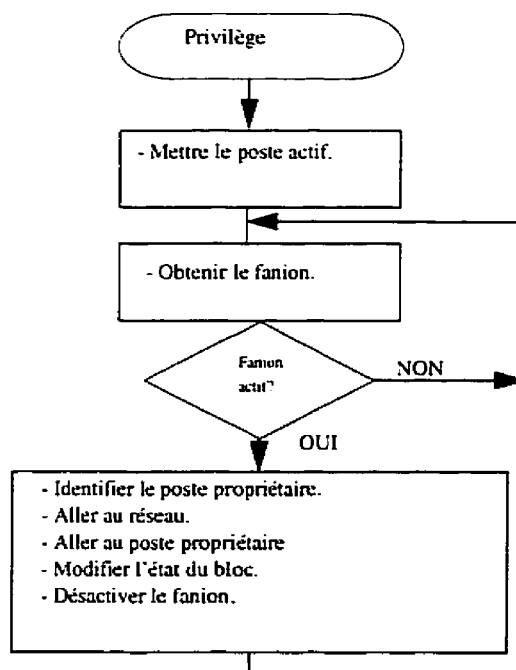 Privilège
- Mettre le poste actif.
- Obtenir le fanion.
Fanion
actif?
NON
OUI
- Identifier le poste propriétaire.
- Aller au réseau.
- Aller au poste propriétaire
- Modifier l'état du bloc.
- Désactiver le fanion.